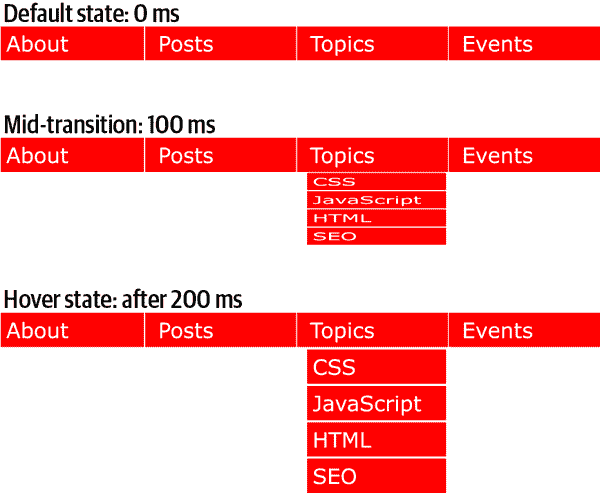 Default state: 0 ms
About Posts Topics Events
Mid-transition: 100 ms
About Posts Topics Events
CSS
JavaScript
HTML
SEO
Hover state: after 200 ms
About Posts Topics Events
CSS
JavaScript
HTML
SEO